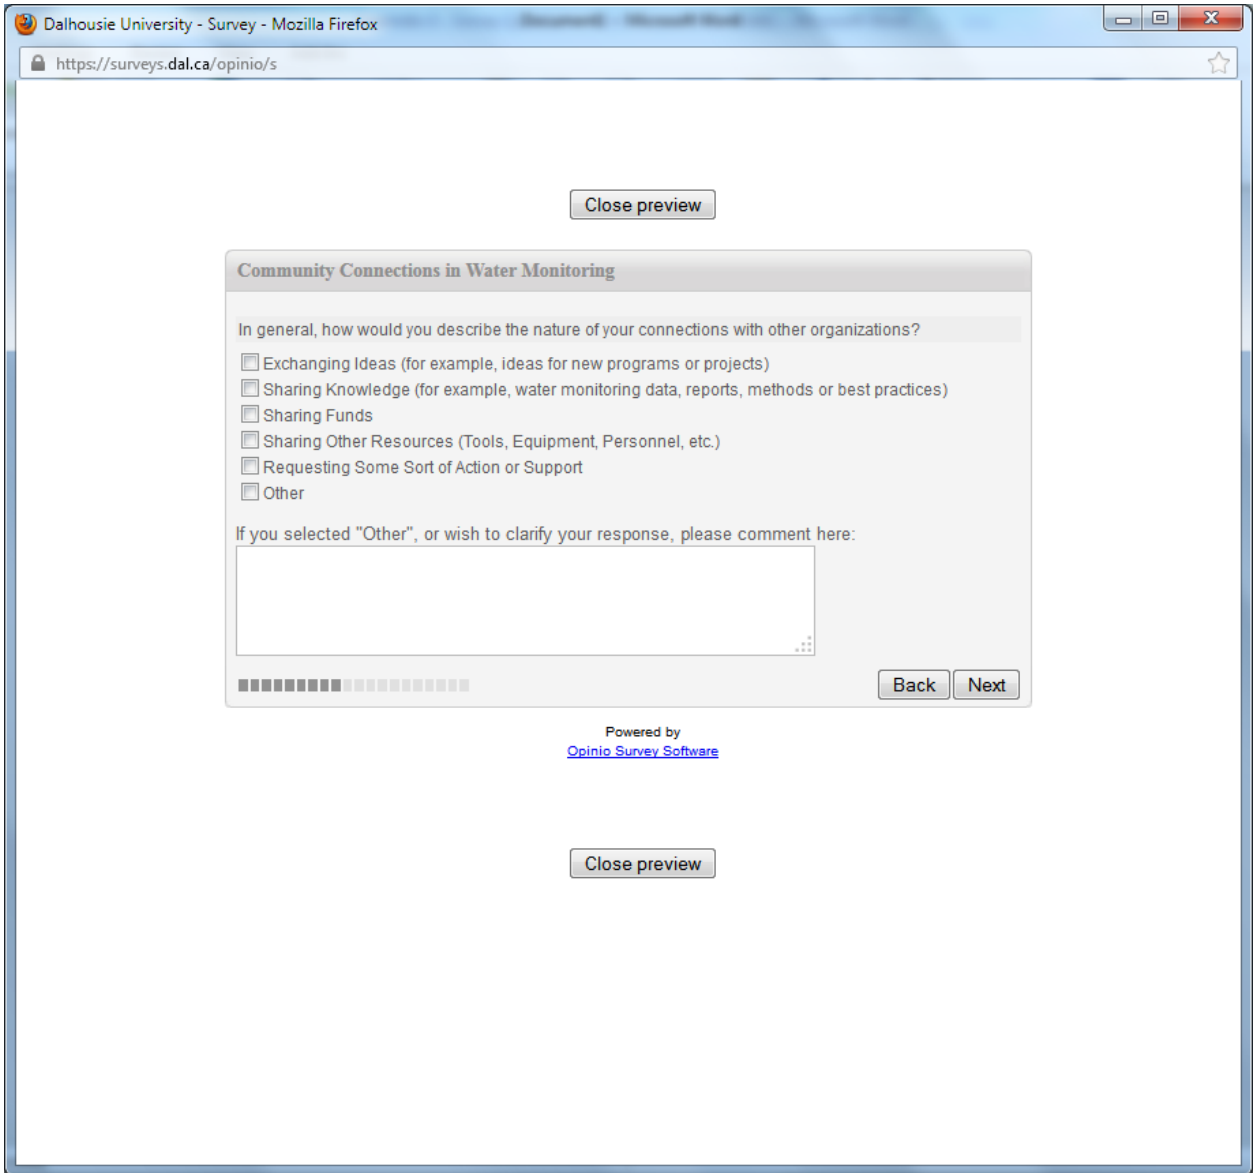 Dalhousie University - Survey - Mozilla Firefox
https://surveys.dal.ca/opinio/s
Close preview
Community Connections in Water Monitoring
In general, how would you describe the nature of your connections with other organizations?
Exchanging Ideas (for example, ideas for new programs or projects)
Sharing Knowledge (for example, water monitoring data, reports, methods or best practices)
Sharing Funds
Sharing Other Resources (Tools, Equipment, Personnel, etc.)
Requesting Some Sort of Action or Support
Other
If you selected "Other", or wish to clarify your response, please comment here:
Back Next
Powered by
Opinio Survey Software
Close preview